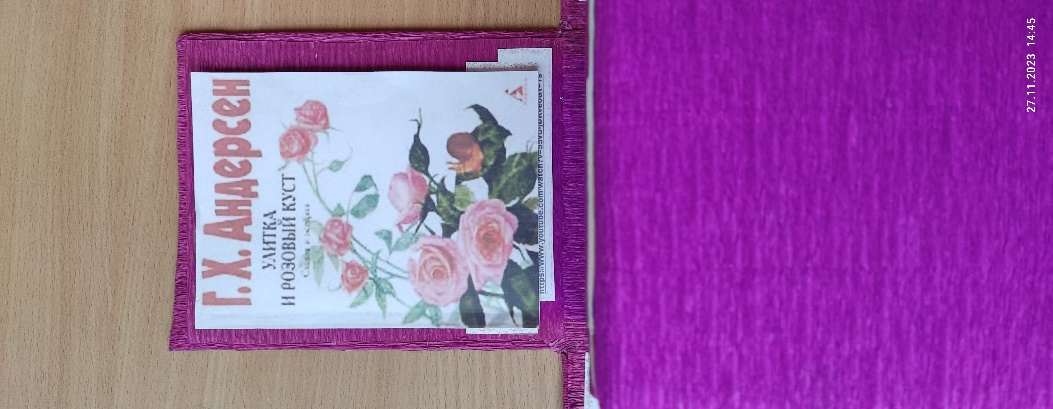 Г. Х. Андерсен
УЛИТКА
И РОЗОВЫЙ КУСТ
27.11.2023 14:45